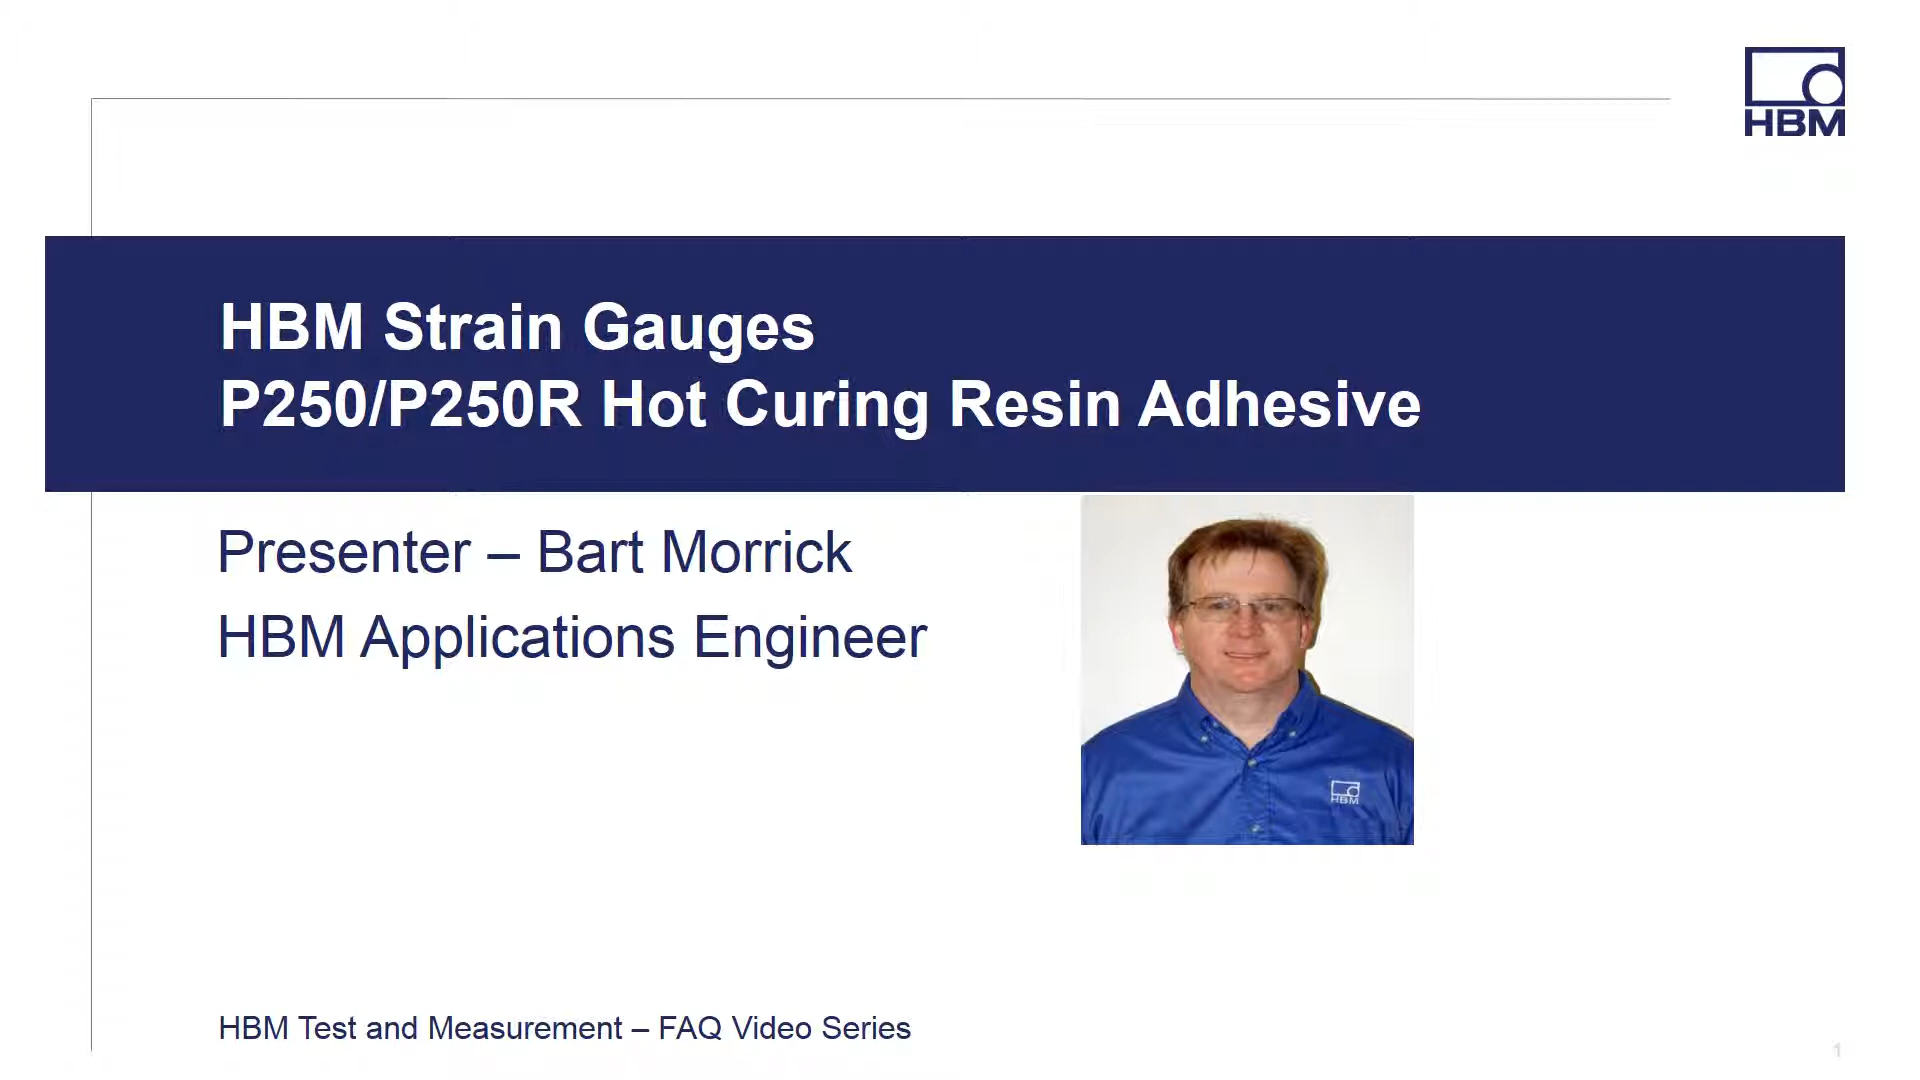 HBM
HBM Strain Gauges
P250/P250R Hot Curing Resin Adhesive
Presenter – Bart Morrick
HBM Applications Engineer
HBM
HBM Test and Measurement – FAQ Video Series
1